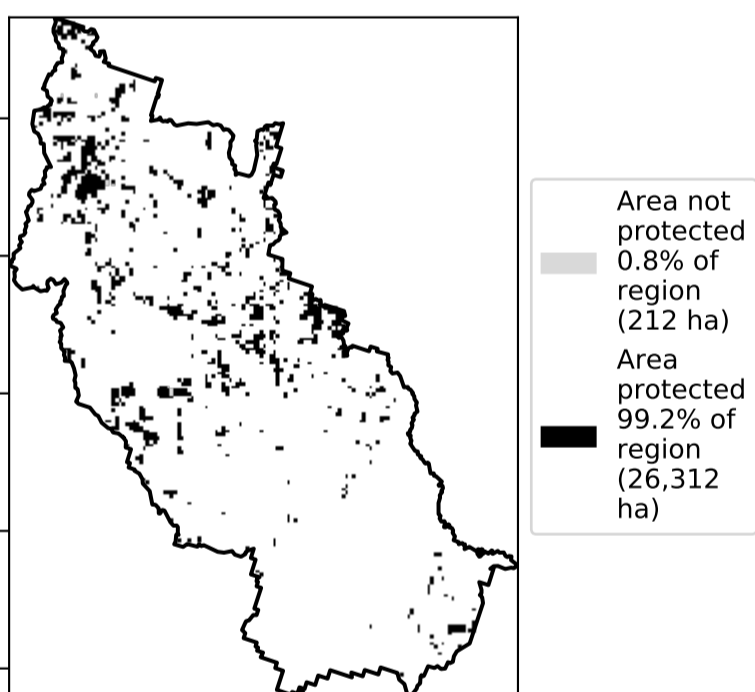 Area not
protected
0.8% of
region
(212 ha)
Area
protected
99.2% of
region
(26,312
ha)